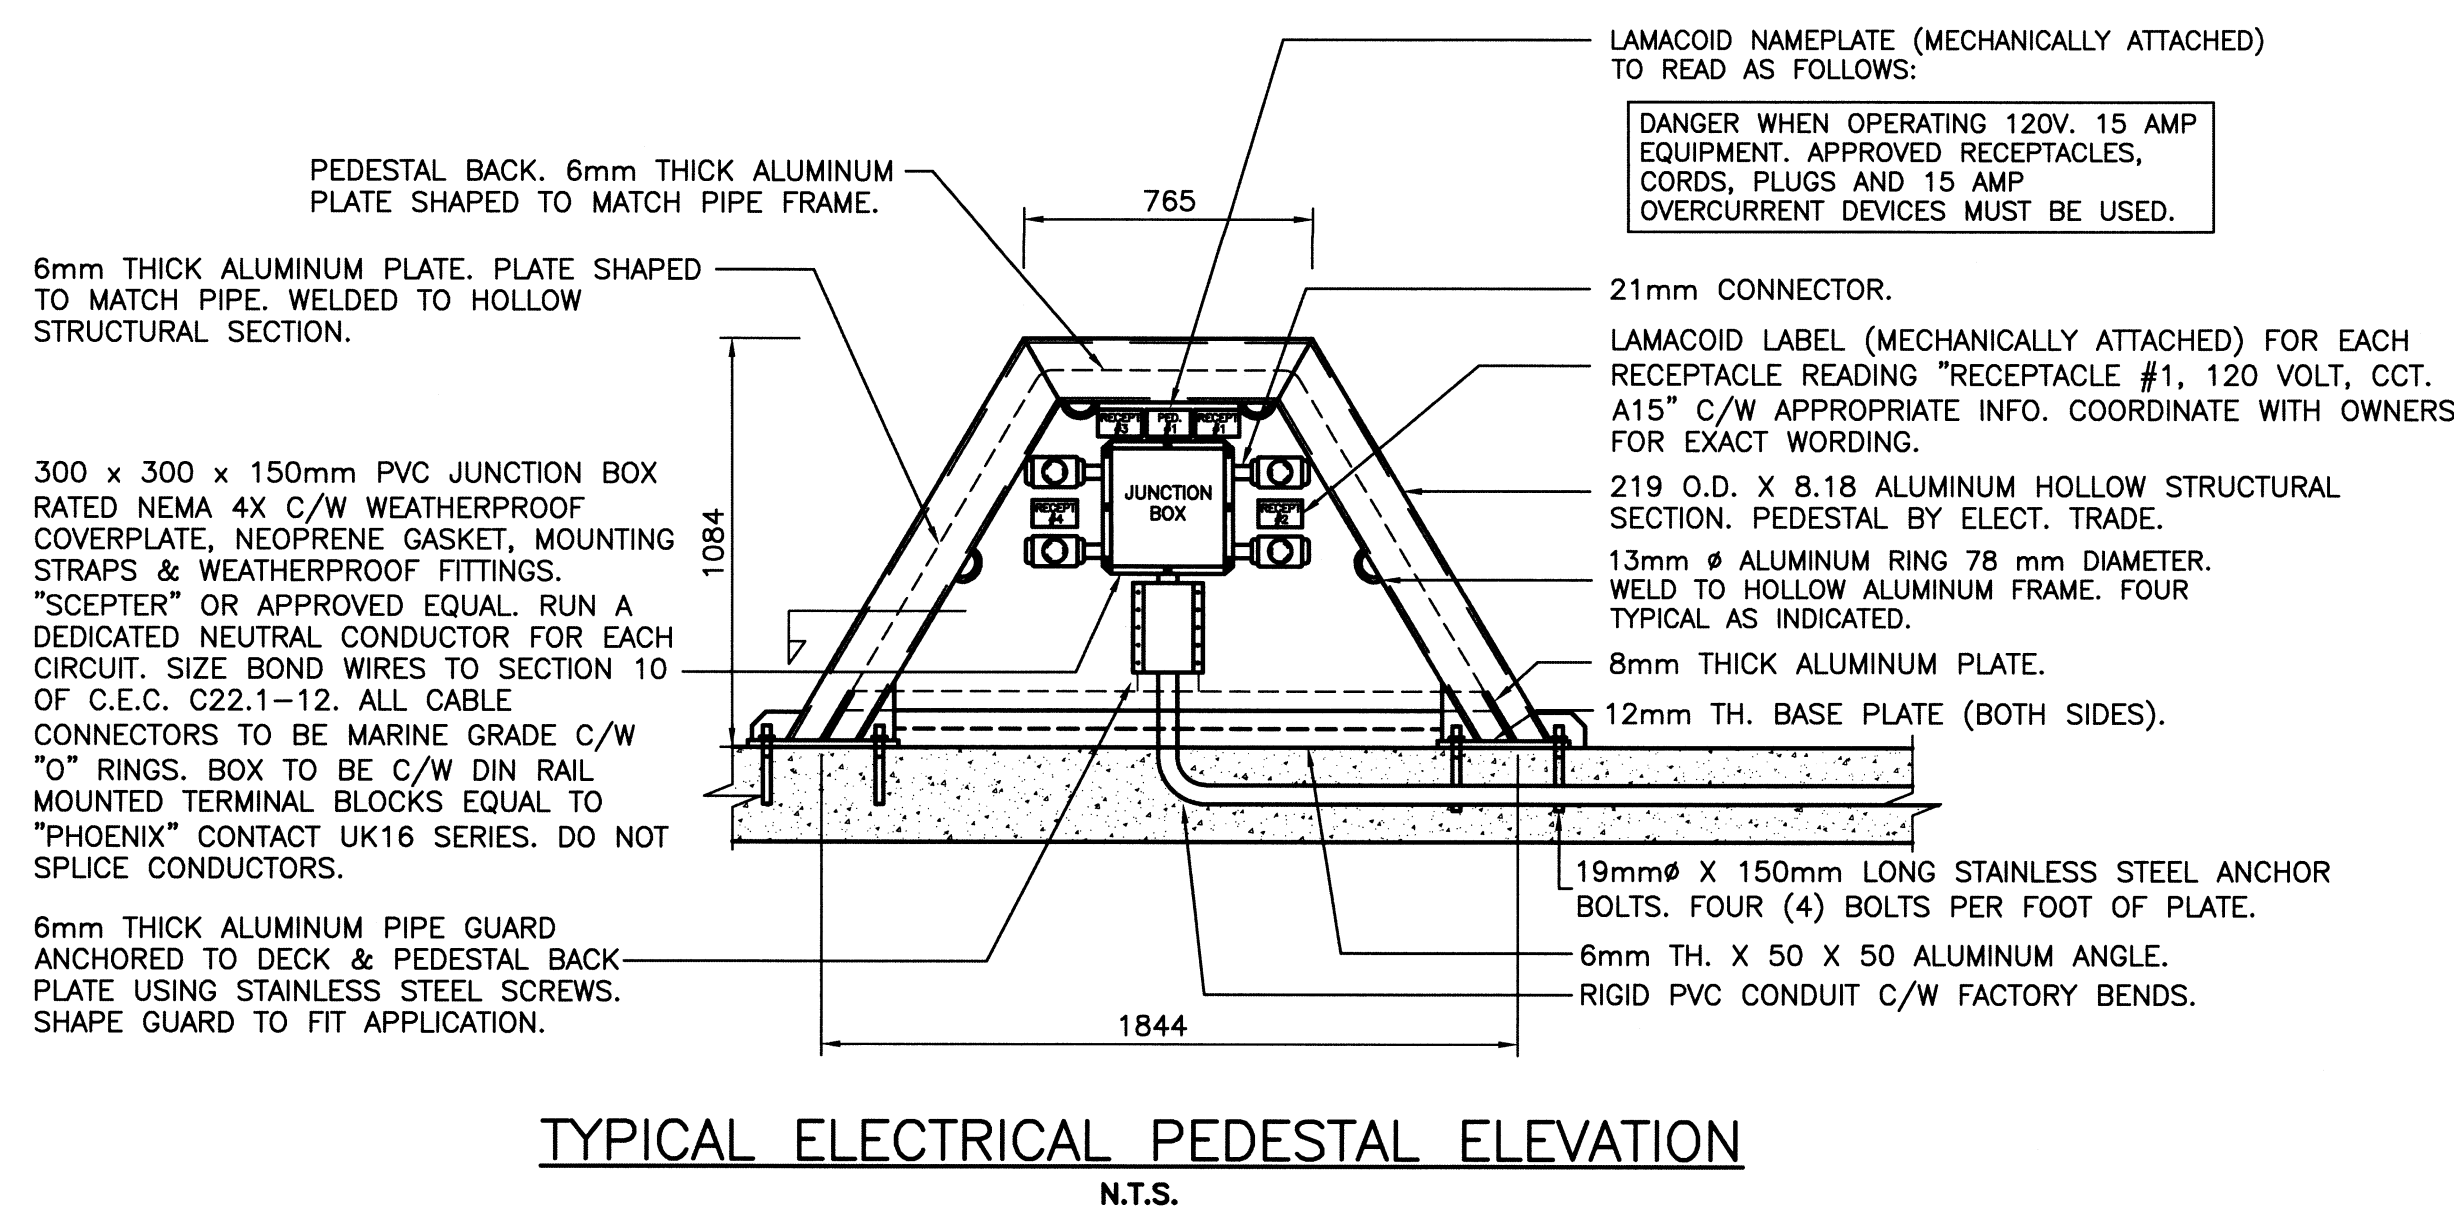 LAMACOID NAMEPLATE (MECHANICALLY ATTACHED)
TO READ AS FOLLOWS:
DANGER WHEN OPERATING 120V. 15 AMP
EQUIPMENT. APPROVED RECEPTACLES,
CORDS, PLUGS AND 15 AMP
OVERCURRENT DEVICES MUST BE USED.
PEDESTAL BACK. 6mm THICK ALUMINUM
PLATE SHAPED TO MATCH PIPE FRAME.
765
6mm THICK ALUMINUM PLATE. PLATE SHAPED
TO MATCH PIPE. WELDED TO HOLLOW
STRUCTURAL SECTION.
21mm CONNECTOR.
LAMACOID LABEL (MECHANICALLY ATTACHED) FOR EACH
RECEPTACLE READING "RECEPTACLE #1, 120 VOLT, CCT.
A15" C/W APPROPRIATE INFO. COORDINATE WITH OWNERS
FOR EXACT WORDING.
RECEPT
#3
PED.
#1
RECEPT
#1
JUNCTION
BOX
RECEPT
#4
RECEPT
#2
1084
300 x 300 x 150mm PVC JUNCTION BOX
RATED NEMA 4X C/W WEATHERPROOF
COVERPLATE, NEOPRENE GASKET, MOUNTING
STRAPS & WEATHERPROOF FITTINGS.
"SCEPTER" OR APPROVED EQUAL. RUN A
DEDICATED NEUTRAL CONDUCTOR FOR EACH
CIRCUIT. SIZE BOND WIRES TO SECTION 10
OF C.E.C. C22.1-12. ALL CABLE
CONNECTORS TO BE MARINE GRADE C/W
"O" RINGS. BOX TO BE C/W DIN RAIL
MOUNTED TERMINAL BLOCKS EQUAL TO
"PHOENIX" CONTACT UK16 SERIES. DO NOT
SPLICE CONDUCTORS.
219 O.D. X 8.18 ALUMINUM HOLLOW STRUCTURAL
SECTION. PEDESTAL BY ELECT. TRADE.
13mm ø ALUMINUM RING 78 mm DIAMETER.
WELD TO HOLLOW ALUMINUM FRAME. FOUR
TYPICAL AS INDICATED.
8mm THICK ALUMINUM PLATE.
12mm TH. BASE PLATE (BOTH SIDES).
19mmø X 150mm LONG STAINLESS STEEL ANCHOR
BOLTS. FOUR (4) BOLTS PER FOOT OF PLATE.
6mm THICK ALUMINUM PIPE GUARD
ANCHORED TO DECK & PEDESTAL BACK
PLATE USING STAINLESS STEEL SCREWS.
SHAPE GUARD TO FIT APPLICATION.
6mm TH. X 50 X 50 ALUMINUM ANGLE.
RIGID PVC CONDUIT C/W FACTORY BENDS.
1844
TYPICAL ELECTRICAL PEDESTAL ELEVATION
N.T.S.